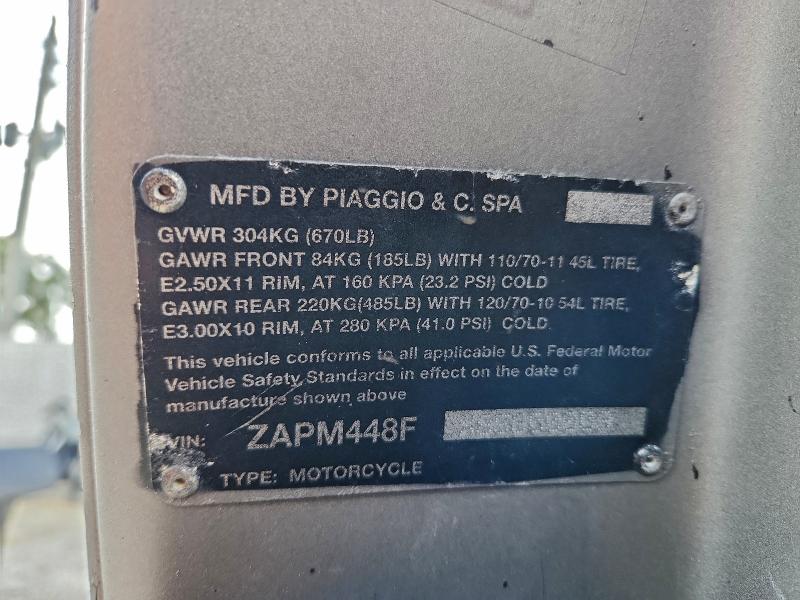 MFD BY PIAGGIO & C. SPA
GVWR 304KG (670LB)
GAWR FRONT 84KG (185LB) WITH 110/70-11 45L TIRE,
E2.50X11 RIM, AT 160 KPA (23.2 PSI) COLD
GAWR REAR 220KG(485LB) WITH 120/70-10 54L TIRE,
E3.00X10 RIM, AT 280 KPA (41.0 PSI) COLD.
This vehicle conforms to all applicable U.S. Federal Motor
Vehicle Safety Standards in effect on the date of
manufacture shown above
VIN: ZAPM448F
TYPE: MOTORCYCLE